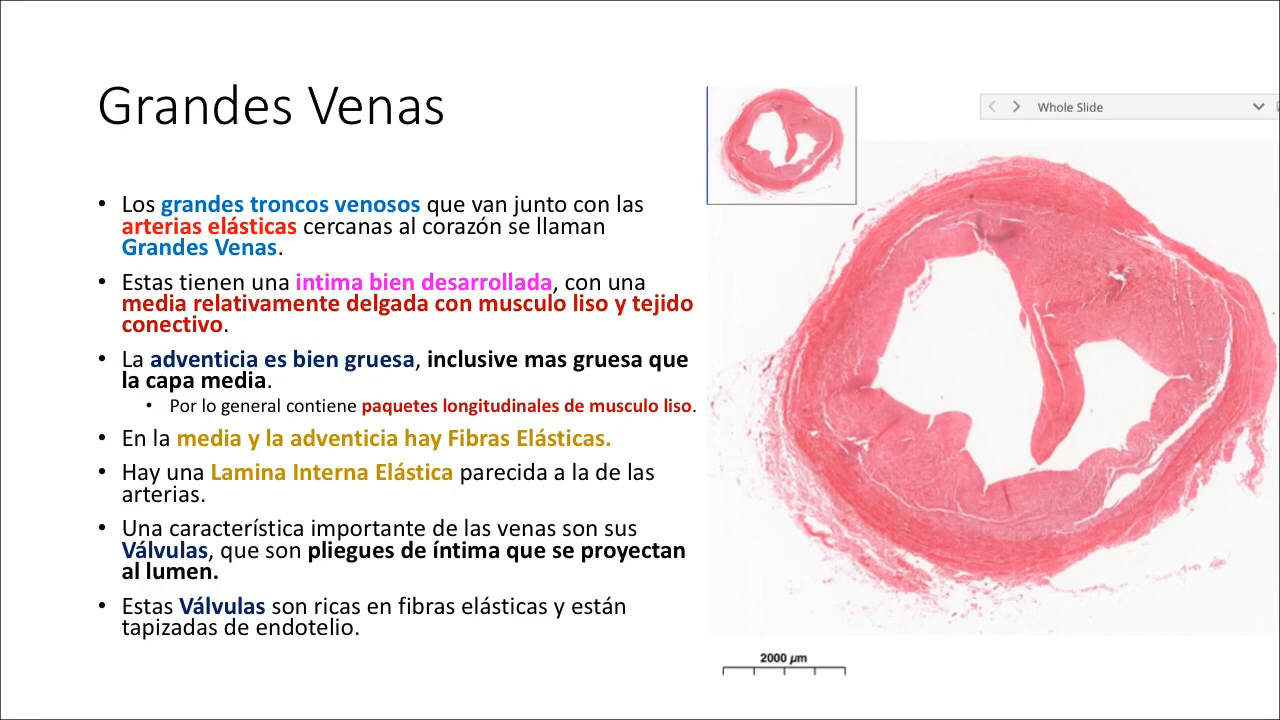 Grandes Venas
Whole Slide
• Los grandes troncos venosos que van junto con las
arterias elásticas cercanas al corazón se llaman
Grandes Venas.
• Estas tienen una intima bien desarrollada, con una
media relativamente delgada con musculo liso y tejido
conectivo.
• La adventicia es bien gruesa, inclusive mas gruesa que
la capa media.
• Por lo general contiene paquetes longitudinales de musculo liso.
• En la media y la adventicia hay Fibras Elásticas.
• Hay una Lamina Interna Elástica parecida a la de las
arterias.
• Una característica importante de las venas son sus
Válvulas, que son pliegues de íntima que se proyectan
al lumen.
• Estas Válvulas son ricas en fibras elásticas y están
tapizadas de endotelio.
2000 µm